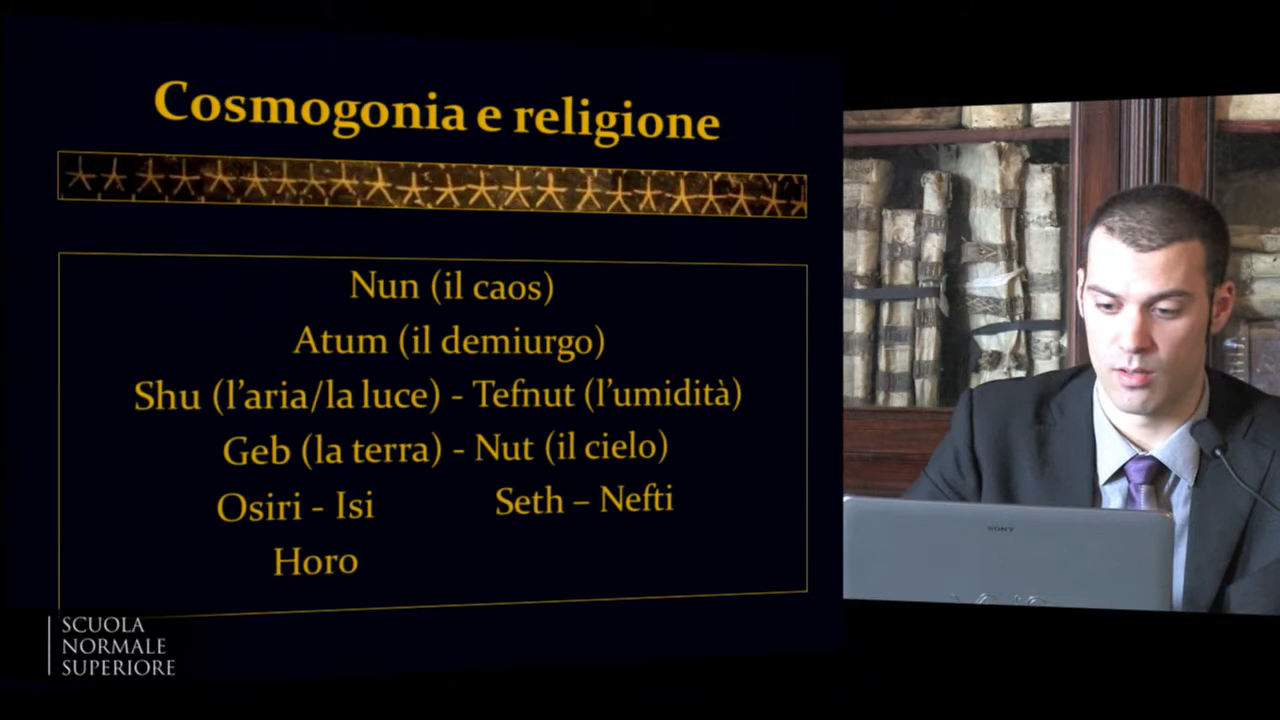 Cosmogonia e religione
Nun (il caos)
Atum (il demiurgo)
Shu (l’aria/la luce) - Tefnut (l’umidità)
Geb (la terra) - Nut (il cielo)
Osiri - Isi Seth – Nefti
Horo
SCUOLA
NORMALE
SUPERIORE
SONY